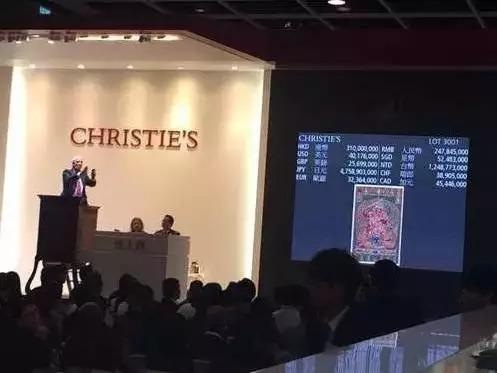 CHRISTIE'S
CHRISTIE'S LOT 3001
HKD 港幣 310,000,000 RMB 人民幣 247,845,000
USD 美元 40,176,000 SGD 星幣 52,483,000
GBP 英鎊 25,699,000 NTD 台幣 1,248,773,000
JPY 日元 4,758,903,000 CHF 瑞郎 38,905,000
EUR 歐羅 32,364,000 CAD 加元 45,446,000